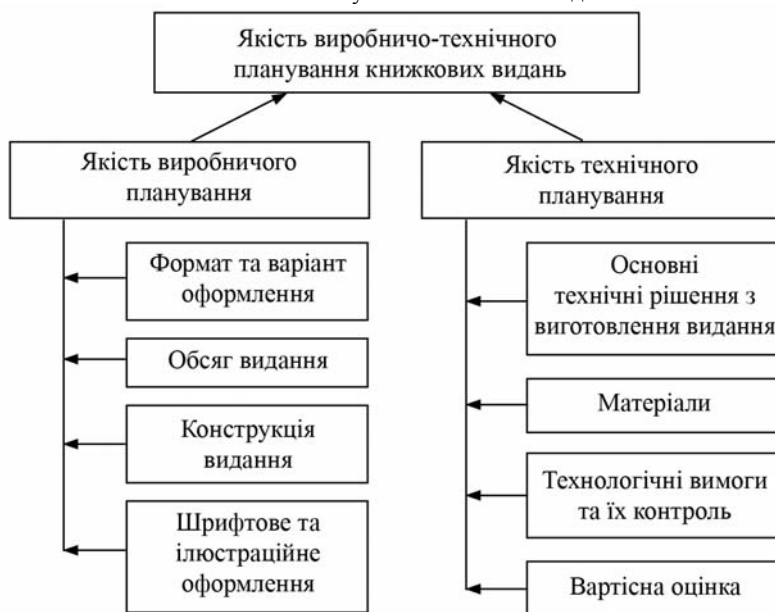 Якість виробничо-технічного
планування книжкових видань
Якість виробничого
планування
Формат та варіант
оформлення
Обсяг видання
Конструкція
видання
Шрифтове та
ілюстраційне
оформлення
Якість технічного
планування
Основні
технічні рішення з
виготовлення видання
Матеріали
Технологічні вимоги
та їх контроль
Вартісна оцінка